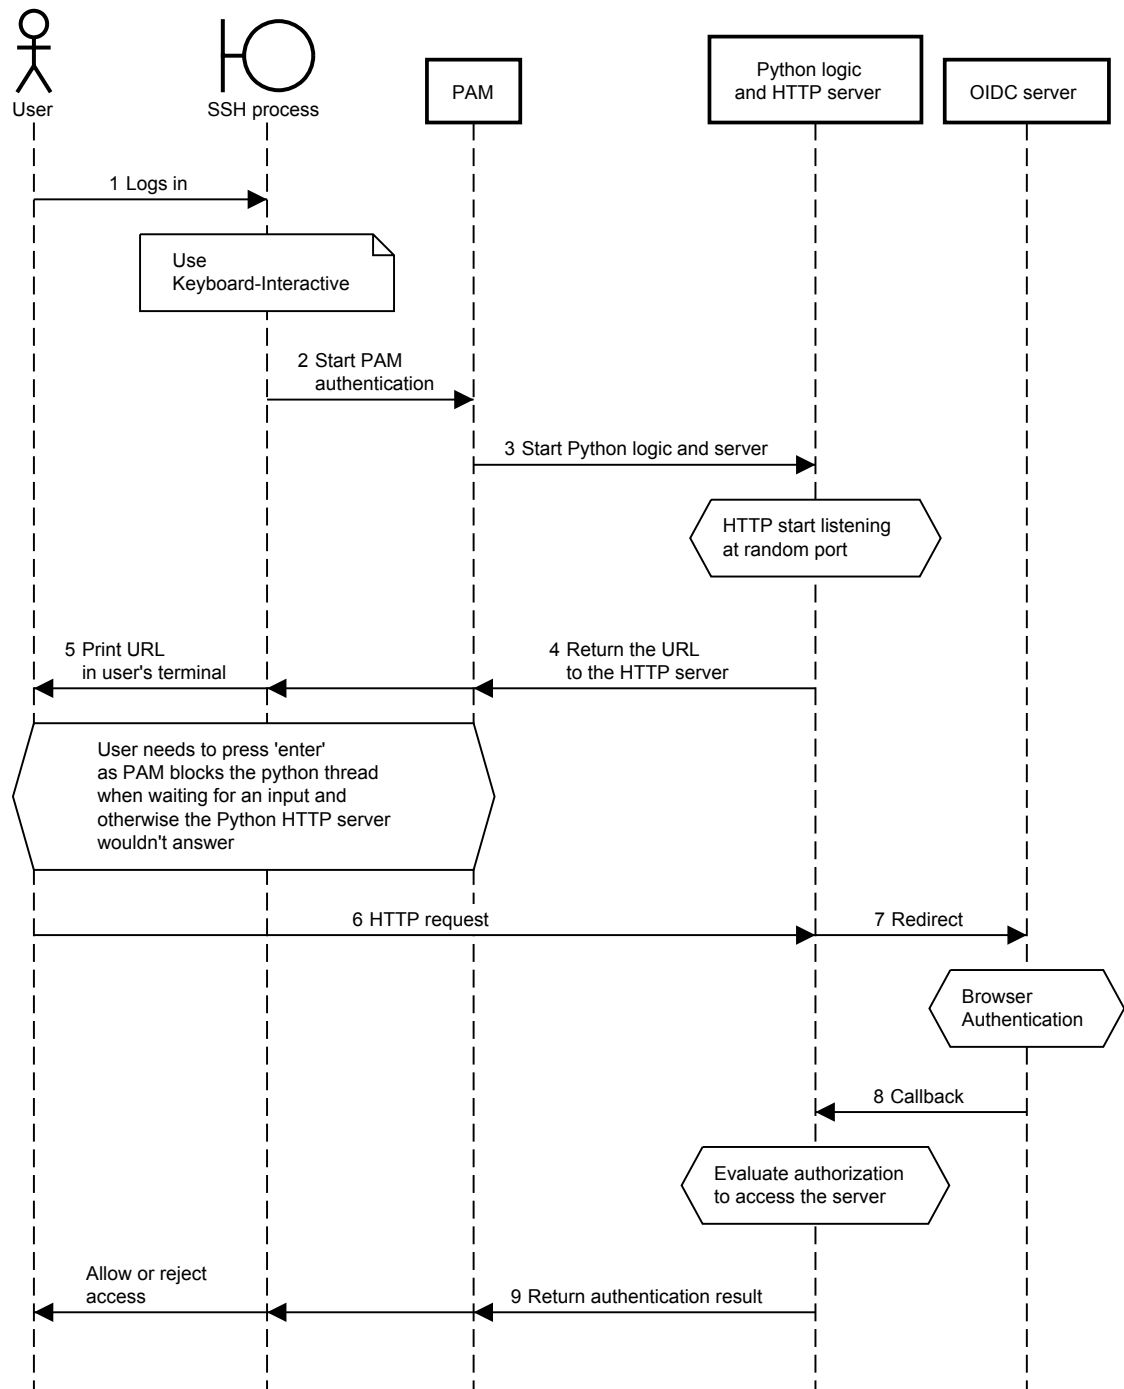 User
SSH process
PAM
Python logic
and HTTP server
OIDC server
1 Logs in
Use
Keyboard-Interactive
2 Start PAM
authentication
3 Start Python logic and server
HTTP start listening
at random port
5 Print URL
in user's terminal
4 Return the URL
to the HTTP server
User needs to press 'enter'
as PAM blocks the python thread
when waiting for an input and
otherwise the Python HTTP server
wouldn't answer
6 HTTP request
7 Redirect
Browser
Authentication
8 Callback
Evaluate authorization
to access the server
Allow or reject
access
9 Return authentication result